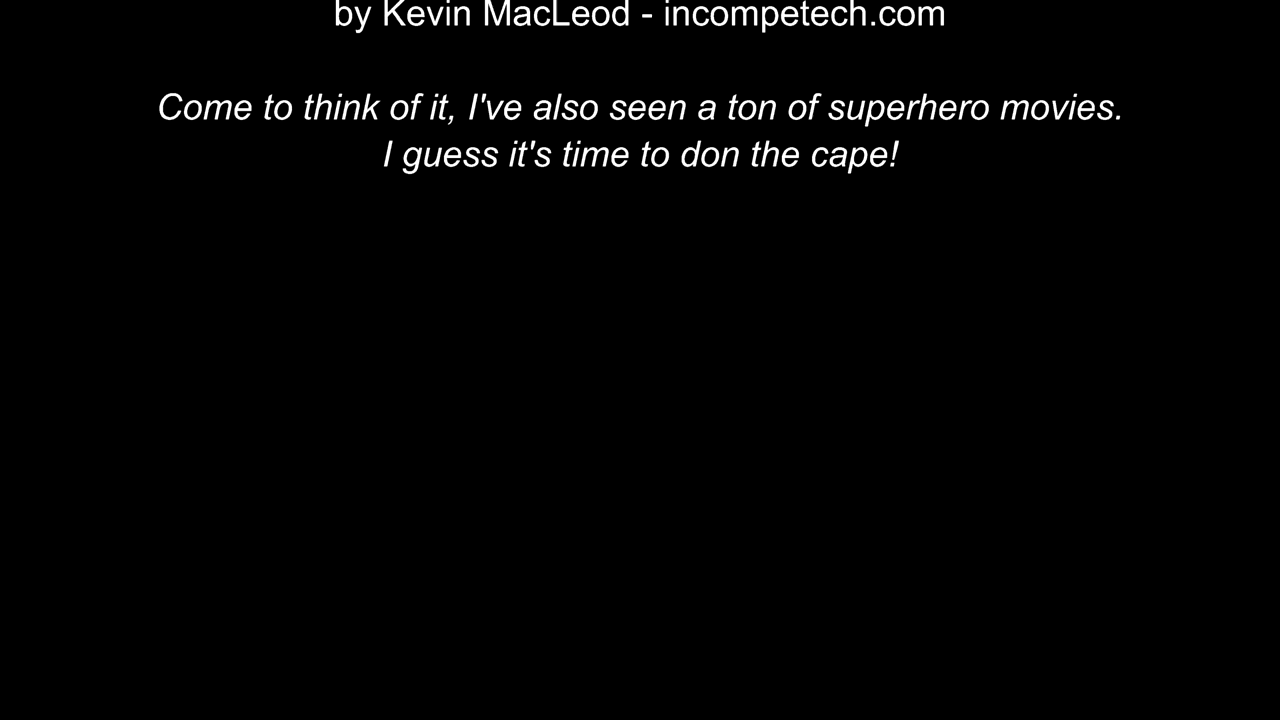 by Kevin MacLeod - incompetech.com
Come to think of it, I've also seen a ton of superhero movies.
I guess it's time to don the cape!